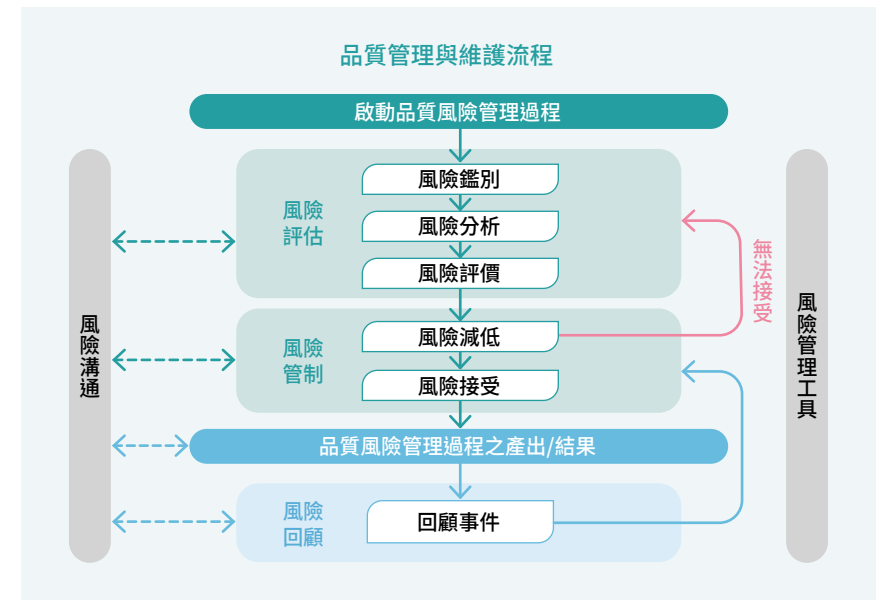 品質管理與維護流程
啟動品質風險管理過程
風險鑑別
風險
評估
風險分析
風險評價
無法接受
風險溝通
風險管理工具
風險
管制
風險減低
風險接受
品質風險管理過程之產出/結果
風險
回顧
回顧事件